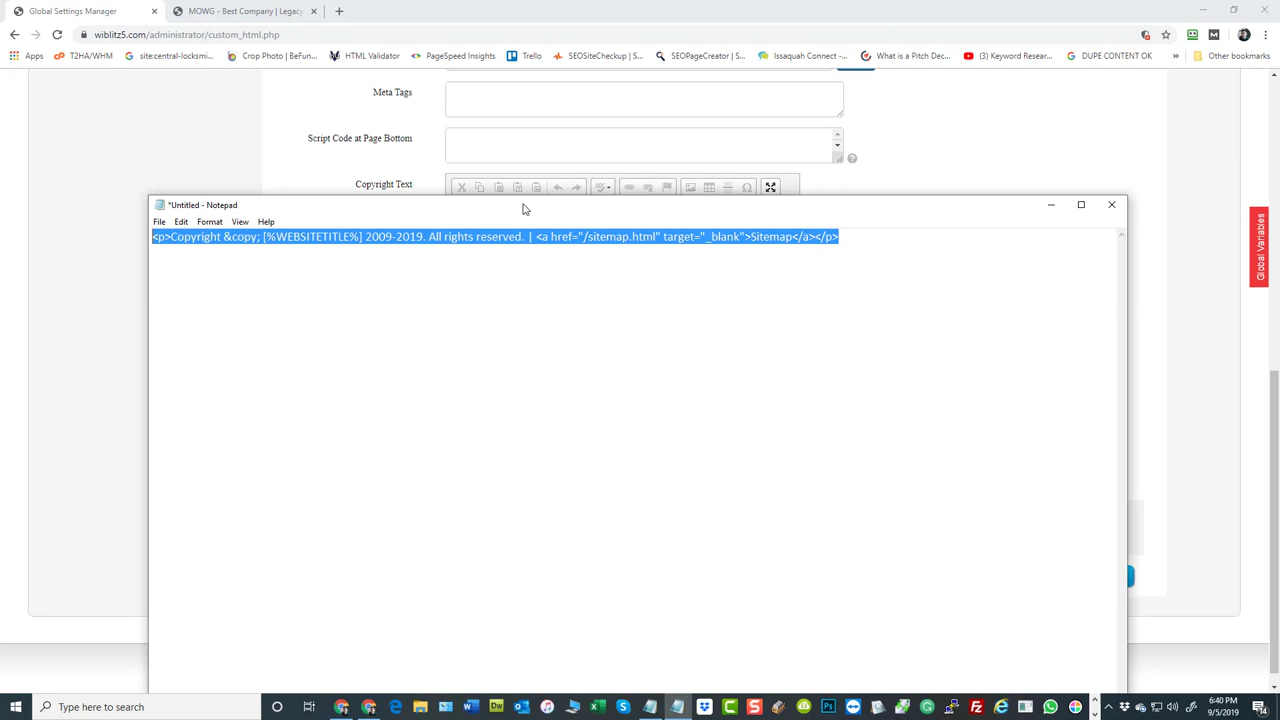 Global Settings Manager
MOWG - Best Company | Legacy
wiblitz5.com/administrator/custom_html.php
Apps
T2HA/WHM
site:central-locksmi...
Crop Photo | BeFun...
HTML Validator
PageSpeed Insights
Trello
SEOSiteCheckup | S...
SEOPageCreator | S...
Issaquah Connect -...
What is a Pitch Dec...
(3) Keyword Resear...
DUPE CONTENT OK
»
Other bookmarks
Meta Tags
Script Code at Page Bottom
Copyright Text
Global Variables
*Untitled - Notepad
File Edit Format View Help
<p>Copyright &copy; [%WEBSITETITLE%] 2009-2019. All rights reserved. | <a href="/sitemap.html" target="_blank">Sitemap</a></p>
Type here to search
6:40 PM
9/5/2019